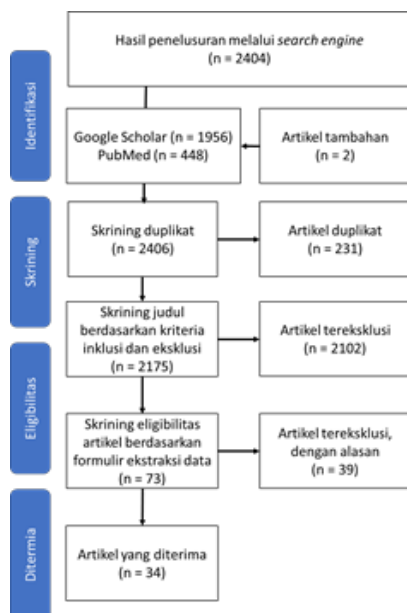 Hasil penelusuran melalui search engine
(n = 2404)
Identifikasi
Google Scholar (n = 1956)
PubMed (n = 448)
Artikel tambahan
(n = 2)
Skrining
Skrining duplikat
(n = 2406)
Artikel duplikat
(n = 231)
Skrining judul
berdasarkan kriteria
inklusi dan eksklusi
(n = 2175)
Artikel tereksklusi
(n = 2102)
Eligibilitas
Skrining eligibilitas
artikel berdasarkan
formulir ekstraksi data
(n = 73)
Artikel tereksklusi,
dengan alasan
(n = 39)
Ditermia
Artikel yang diterima
(n = 34)